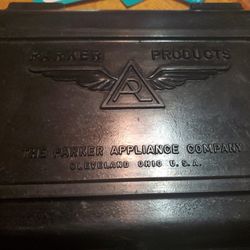 PARKER PRODUCTS
THE PARKER APPLIANCE COMPANY
CLEVELAND OHIO U.S.A.